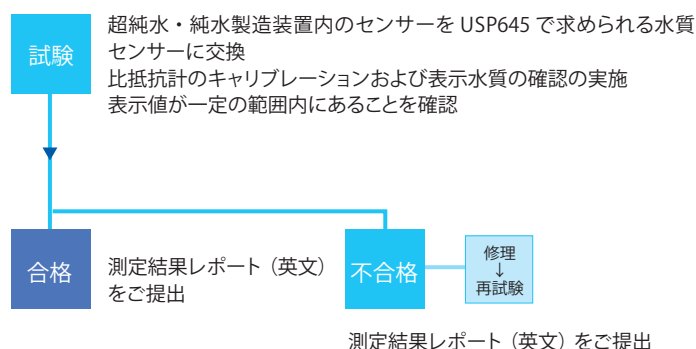 試験
超純水・純水製造装置内のセンサーを USP645 で求められる水質
センサーに交換
比抵抗計のキャリブレーションおよび表示水質の確認の実施
表示値が一定の範囲内にあることを確認
合格
測定結果レポート（英文）
をご提出
不合格
修理
↓
再試験
測定結果レポート（英文）をご提出